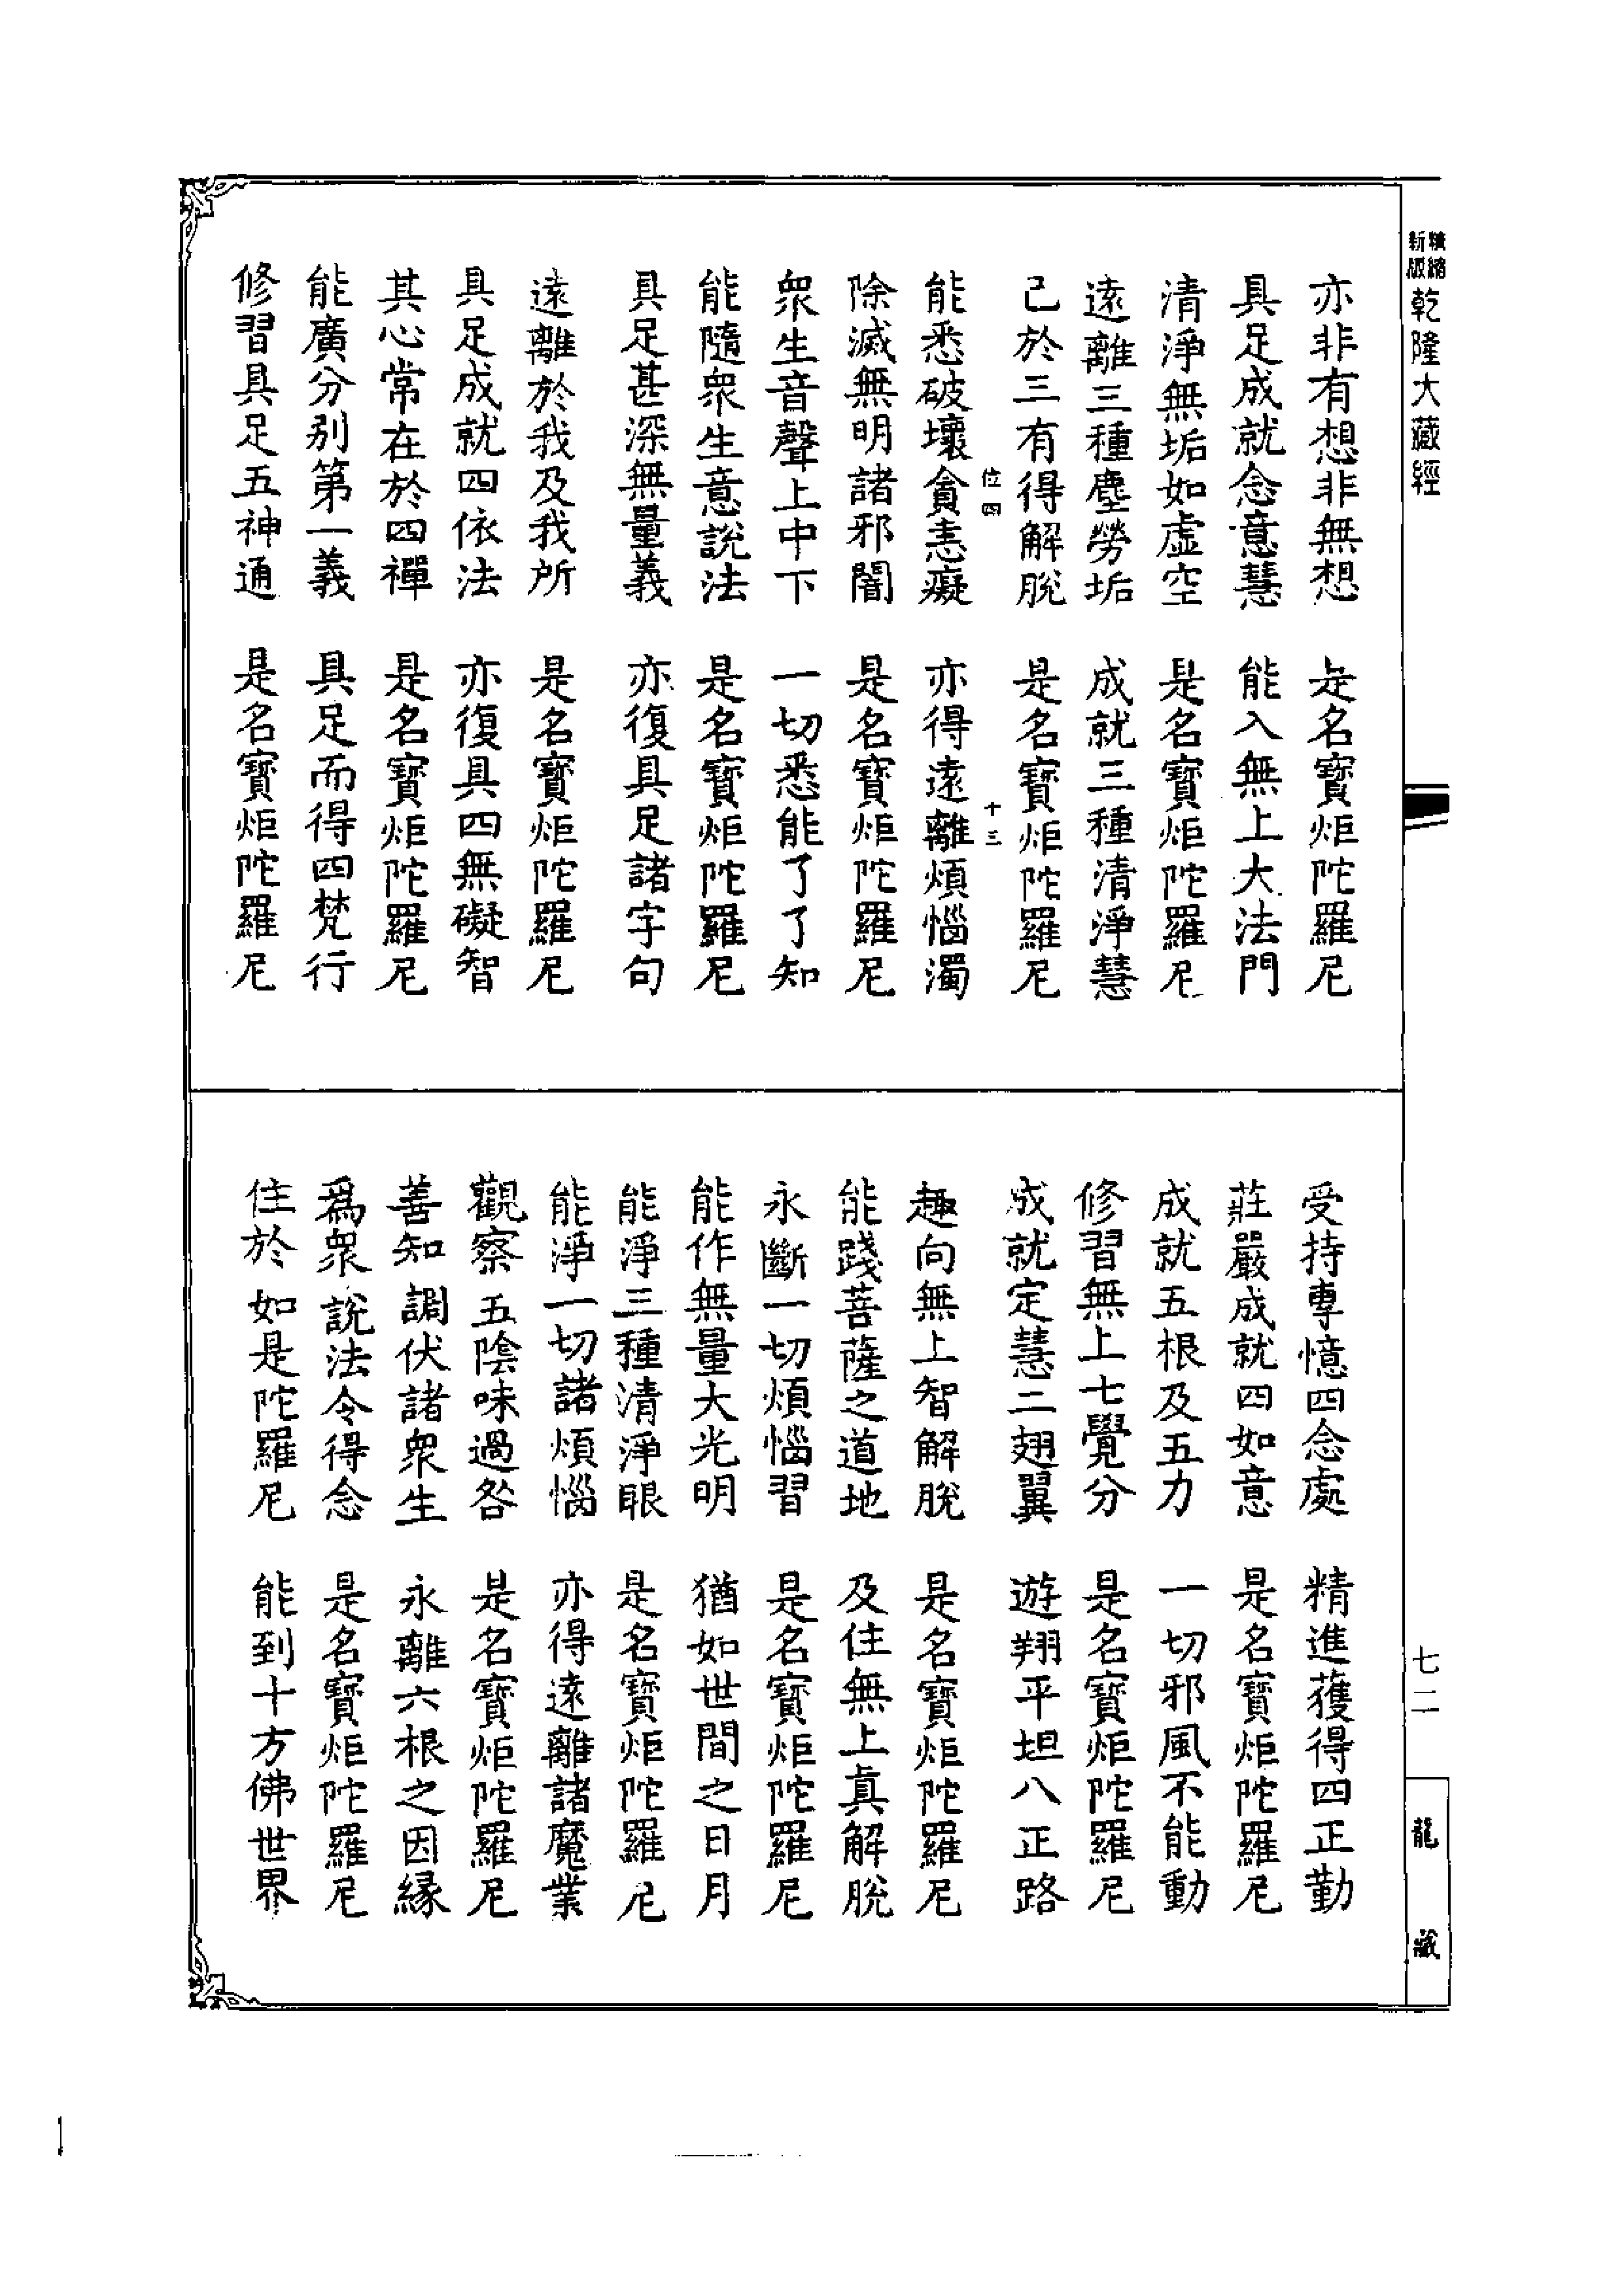 精縮新版乾隆大藏經
亦非有想非無想　是名寶炬陀羅尼
具足成就念意慧　能入無上大法門
清淨無垢如虛空　是名寶炬陀羅尼
遠離三種塵勞垢　成就三種清淨慧
己於三有得解脫　是名寶炬陀羅尼
位四　十三
能悉破壞貪恚癡　亦得遠離煩惱濁
除滅無明諸邪闇　是名寶炬陀羅尼
衆生音聲上中下　一切悉能了了知
能隨衆生意說法　是名寶炬陀羅尼
具足甚深無量義　亦復具足諸字句
遠離於我及我所　是名寶炬陀羅尼
具足成就四依法　亦復具四無礙智
其心常在於四禪　是名寶炬陀羅尼
能廣分別第一義　具足而得四梵行
修習具足五神通　是名寶炬陀羅尼
受持專憶四念處　精進獲得四正勤
莊嚴成就四如意　是名寶炬陀羅尼
成就五根及五力　一切邪風不能動
修習無上七覺分　是名寶炬陀羅尼
成就定慧二翅翼　遊翔平坦八正路
趣向無上智解脫　是名寶炬陀羅尼
能踐菩薩之道地　及住無上真解脫
永斷一切煩惱習　是名寶炬陀羅尼
能作無量大光明　猶如世間之日月
能淨三種清淨眼　是名寶炬陀羅尼
能淨一切諸煩惱　亦得遠離諸魔業
觀察五陰味過咎　是名寶炬陀羅尼
善知調伏諸衆生　永離六根之因緣
爲衆說法令得念　是名寶炬陀羅尼
住於如是陀羅尼　能到十方佛世界
七二
龍藏